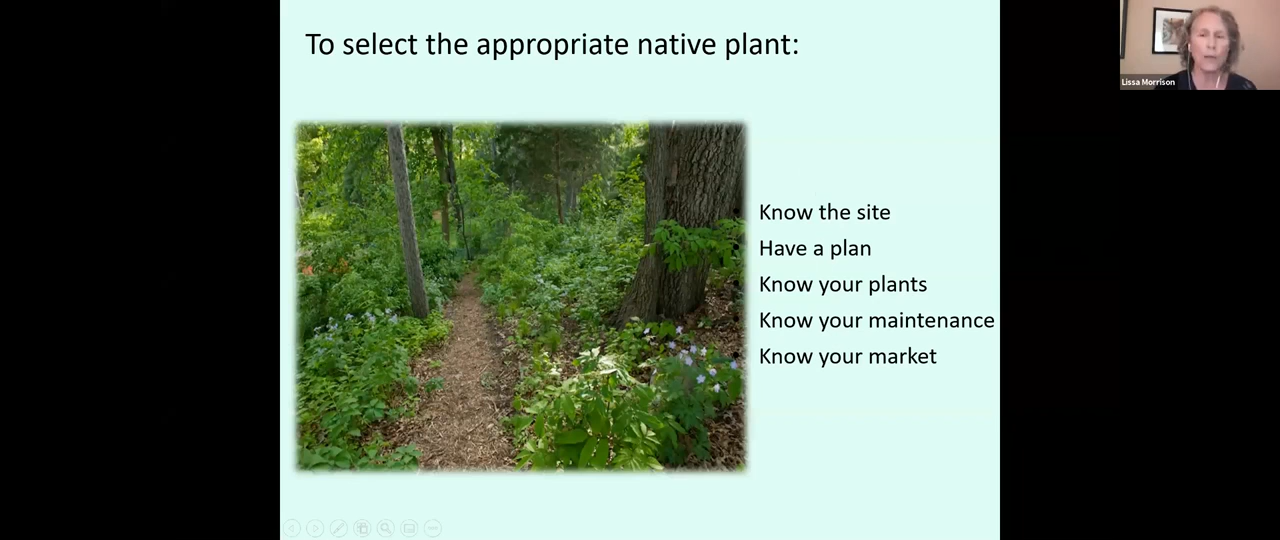 To select the appropriate native plant:
Lissa Morrison
Know the site
Have a plan
Know your plants
Know your maintenance
Know your market